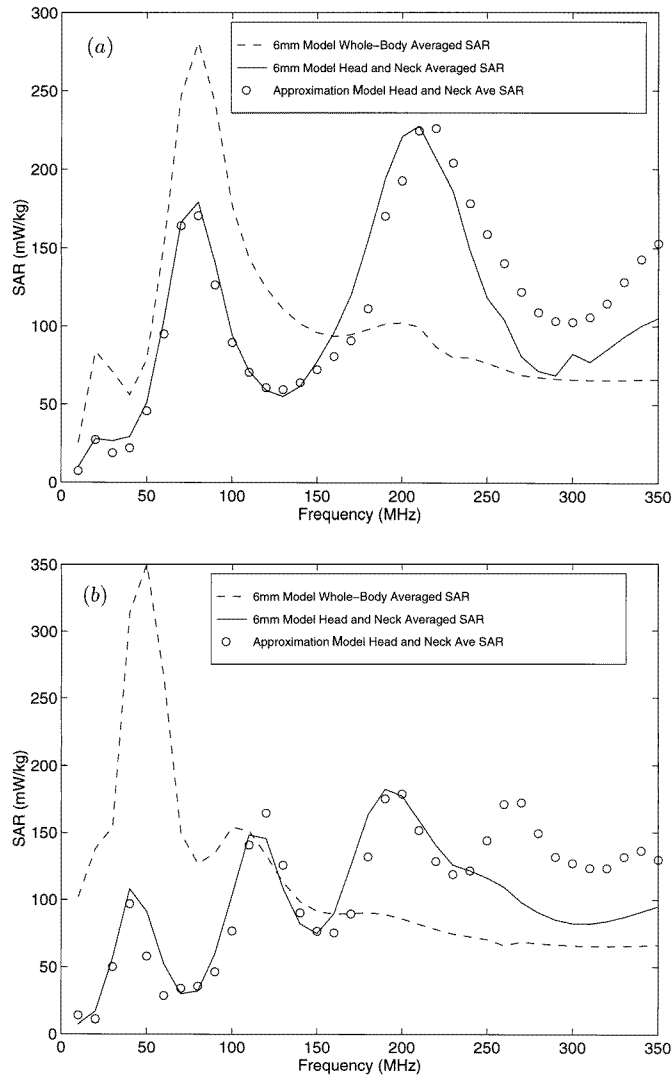 (a)
6mm Model Whole-Body Averaged SAR
6mm Model Head and Neck Averaged SAR
Approximation Model Head and Neck Ave SAR
SAR (mW/kg)
300
250
200
150
100
50
0
0 50 100 150 200 250 300 350
Frequency (MHz)
(b)
6mm Model Whole-Body Averaged SAR
6mm Model Head and Neck Averaged SAR
Approximation Model Head and Neck Ave SAR
SAR (mW/kg)
350
300
250
200
150
100
50
0
0 50 100 150 200 250 300 350
Frequency (MHz)